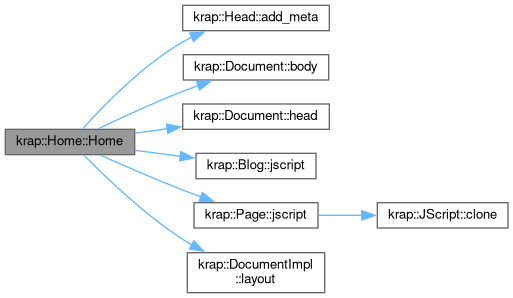 krap::Head::add_meta
krap::Document::body
krap::Document::head
krap::Home::Home
krap::Blog::jscript
krap::Page::jscript
krap::JScript::clone
krap::DocumentImpl
::layout